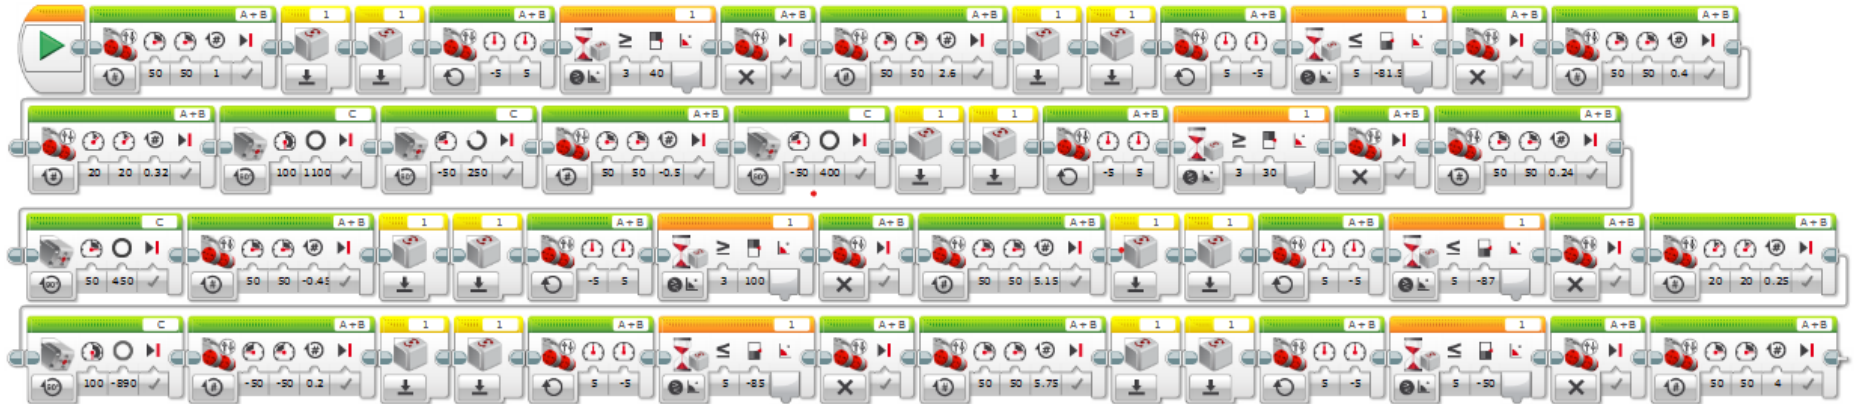 A+B 1 1 A+B 1 A+B A+B 1 1 A+B 1 A+B A+B
50 50 1 -5 5 3 40 50 50 2.6 5 -5 5 -81.5 50 50 0.4
A+B C C A+B C 1 1 A+B 1 A+B A+B
20 20 0.32 100 1100 -50 250 50 50 -0.5 -50 400 -5 5 3 30 50 50 0.24
C A+B 1 1 A+B 1 A+B A+B 1 1 A+B 1 A+B A+B
50 450 50 50 -0.45 -5 5 3 100 50 50 5.15 5 -5 5 -87 20 20 0.25
C A+B 1 1 A+B 1 A+B A+B 1 1 A+B 1 A+B A+B
100 -890 -50 -50 0.2 5 -5 5 -85 50 50 5.75 5 -5 5 -50 50 50 4